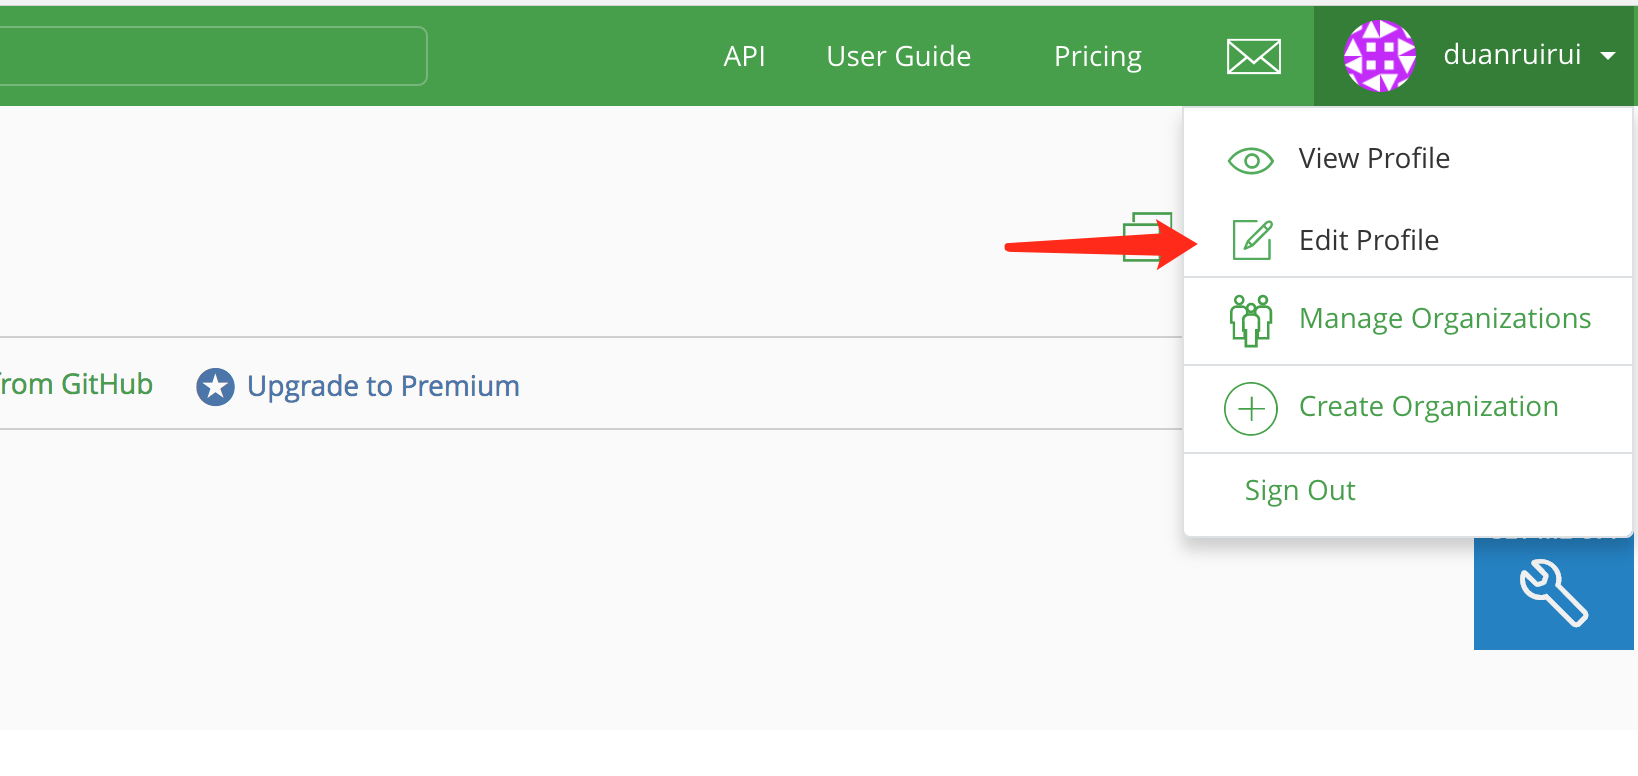 API
User Guide
Pricing
duanruirui
View Profile
Edit Profile
Manage Organizations
from GitHub
Upgrade to Premium
Create Organization
Sign Out